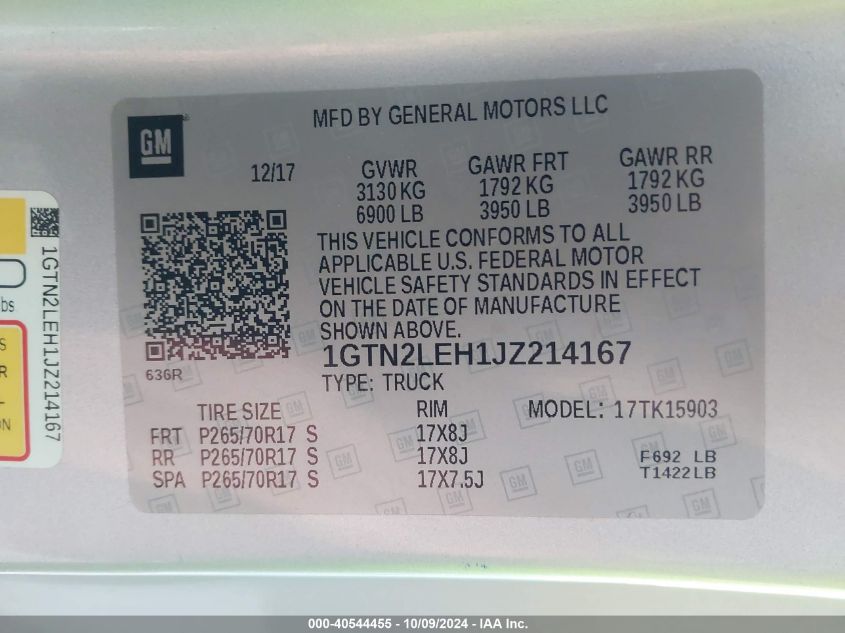 MFD BY GENERAL MOTORS LLC
GM
12/17
GVWR
3130 KG
6900 LB
GAWR FRT
1792 KG
3950 LB
GAWR RR
1792 KG
3950 LB
THIS VEHICLE CONFORMS TO ALL
APPLICABLE U.S. FEDERAL MOTOR
VEHICLE SAFETY STANDARDS IN EFFECT
ON THE DATE OF MANUFACTURE
SHOWN ABOVE.
636R
1GTN2LEH1JZ214167
TYPE: TRUCK
TIRE SIZE RIM MODEL: 17TK15903
FRT P265/70R17 S 17X8J
RR P265/70R17 S 17X8J
SPA P265/70R17 S 17X7.5J
F692 LB
T1422LB
1GTN2LEH1JZ214167
000-40544455 - 10/09/2024 - IAA Inc.